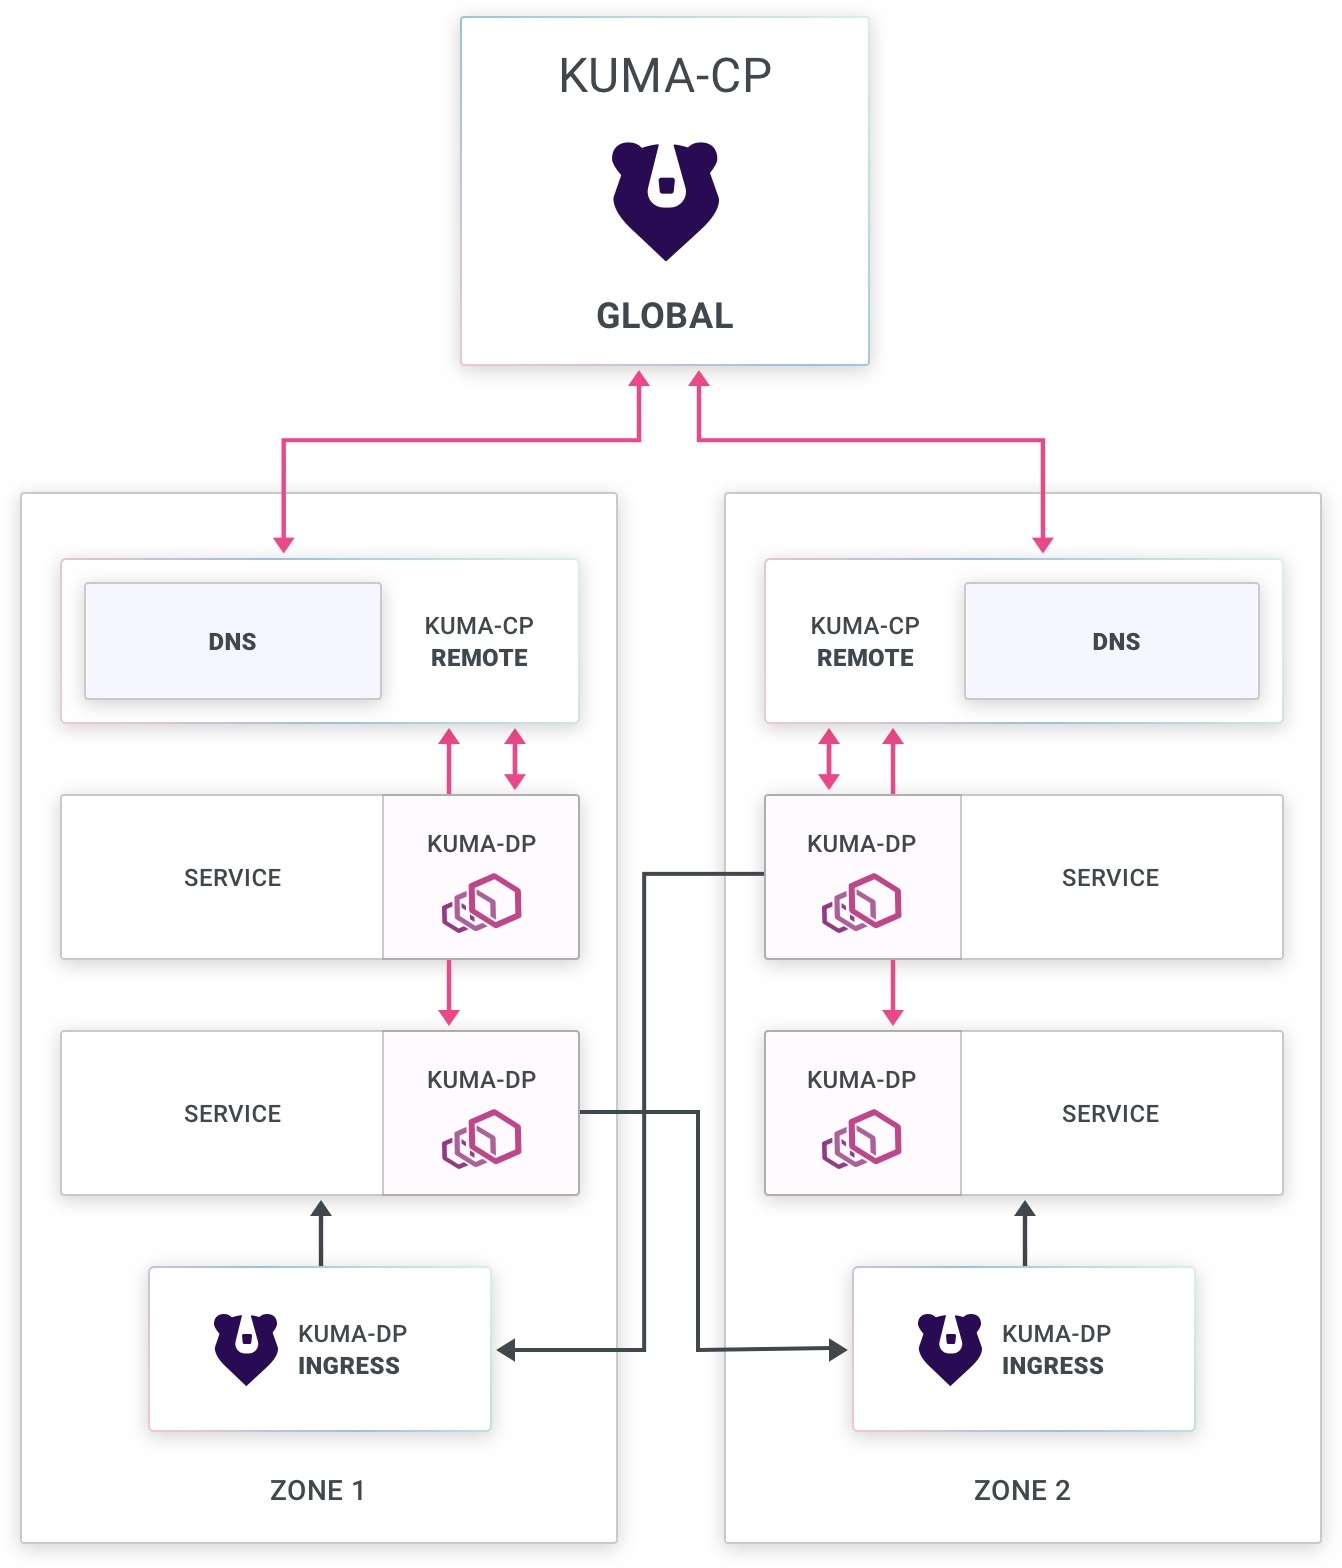 KUMA-CP
GLOBAL
DNS
KUMA-CP
REMOTE
SERVICE
KUMA-DP
SERVICE
KUMA-DP
KUMA-DP
INGRESS
ZONE 1
KUMA-CP
REMOTE
DNS
KUMA-DP
SERVICE
KUMA-DP
SERVICE
KUMA-DP
INGRESS
ZONE 2